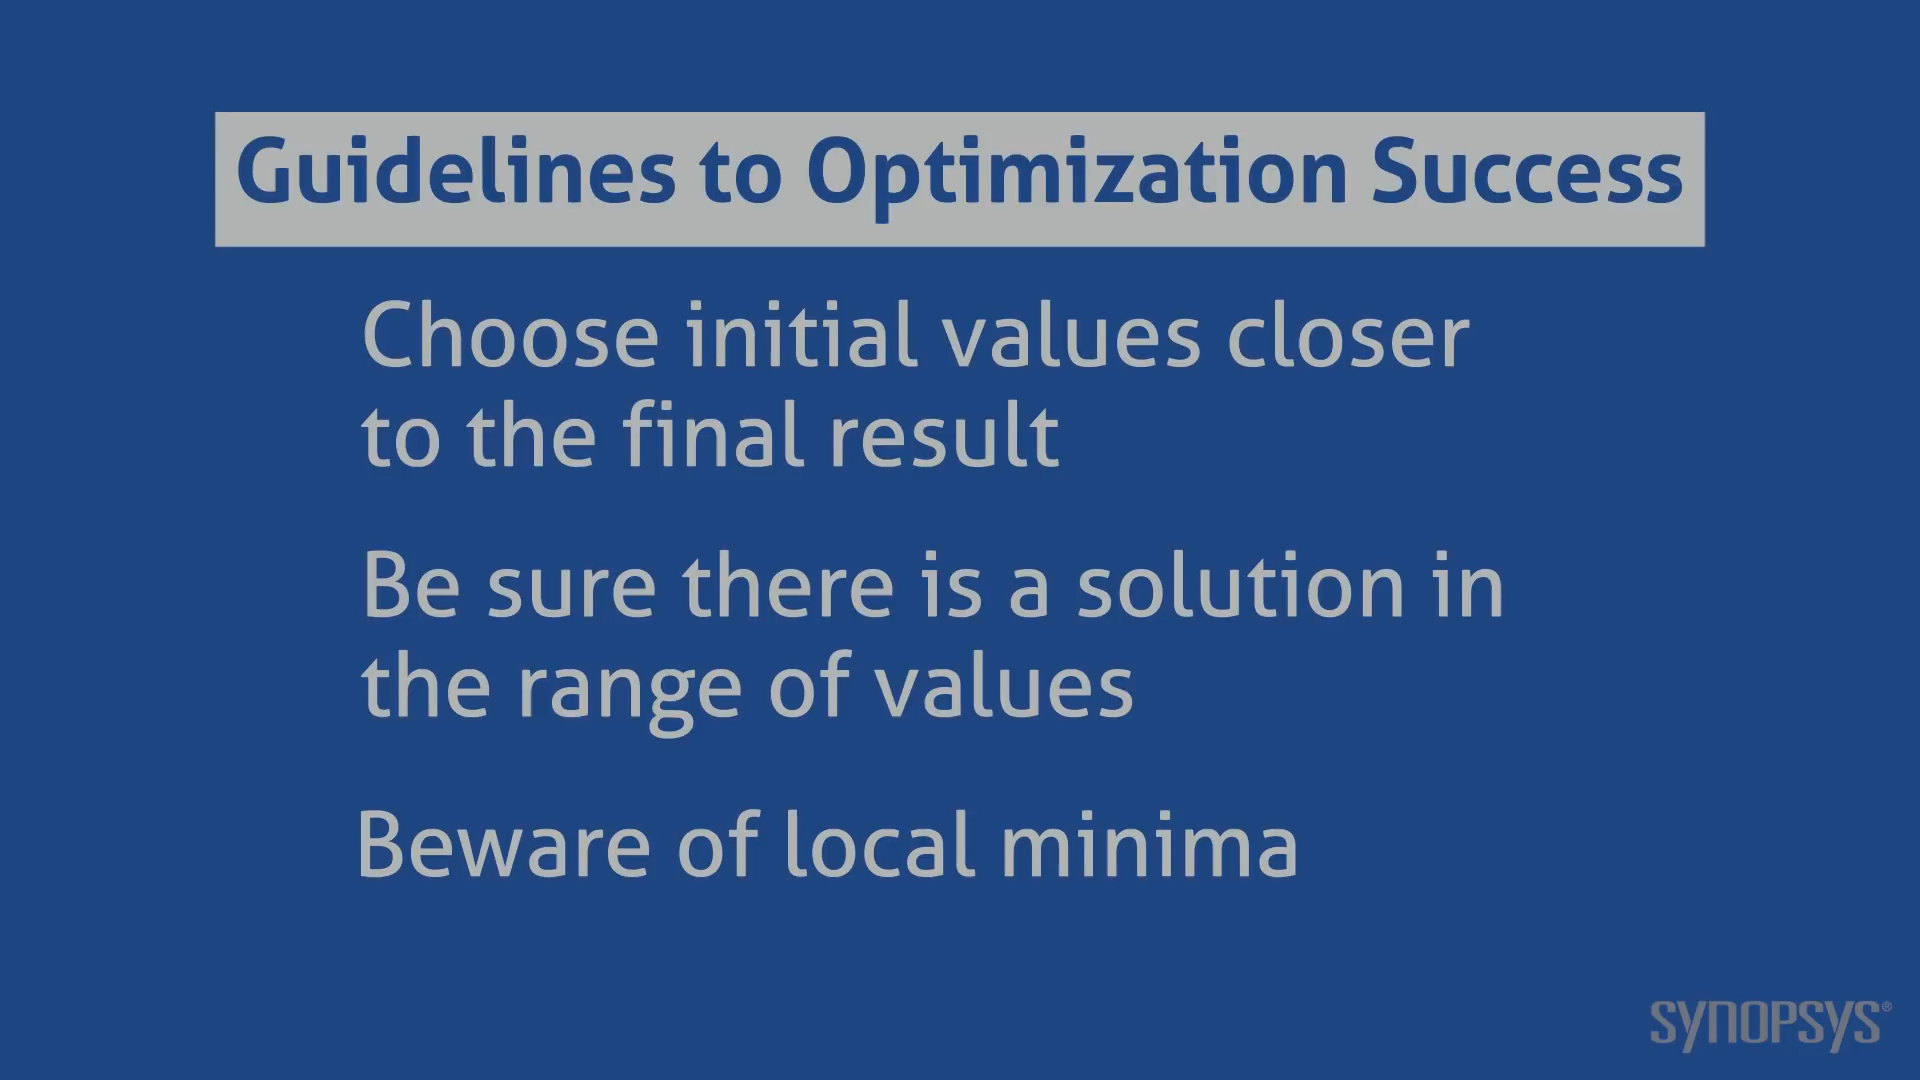 Guidelines to Optimization Success
Choose initial values closer
to the final result
Be sure there is a solution in
the range of values
Beware of local minima
SYNOPSYS®